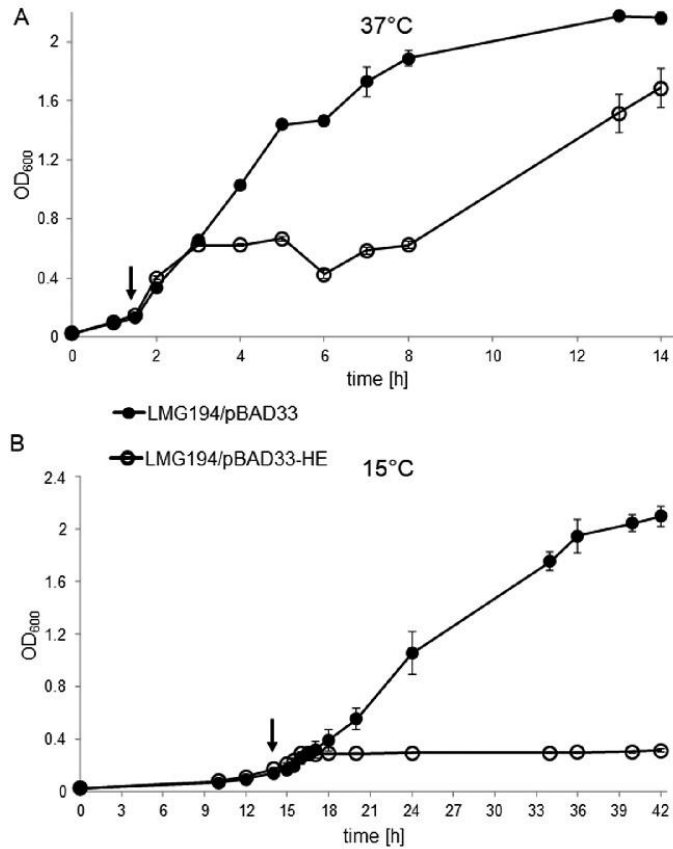 A
37°C
2
1.6
1.2
0.8
0.4
0
OD₆₀₀
0 2 4 6 8 10 12 14
time [h]
LMG194/pBAD33
LMG194/pBAD33-HE
B
15°C
2.4
2
1.6
1.2
0.8
0.4
0
OD₆₀₀
0 3 6 9 12 15 18 21 24 27 30 33 36 39 42
time [h]